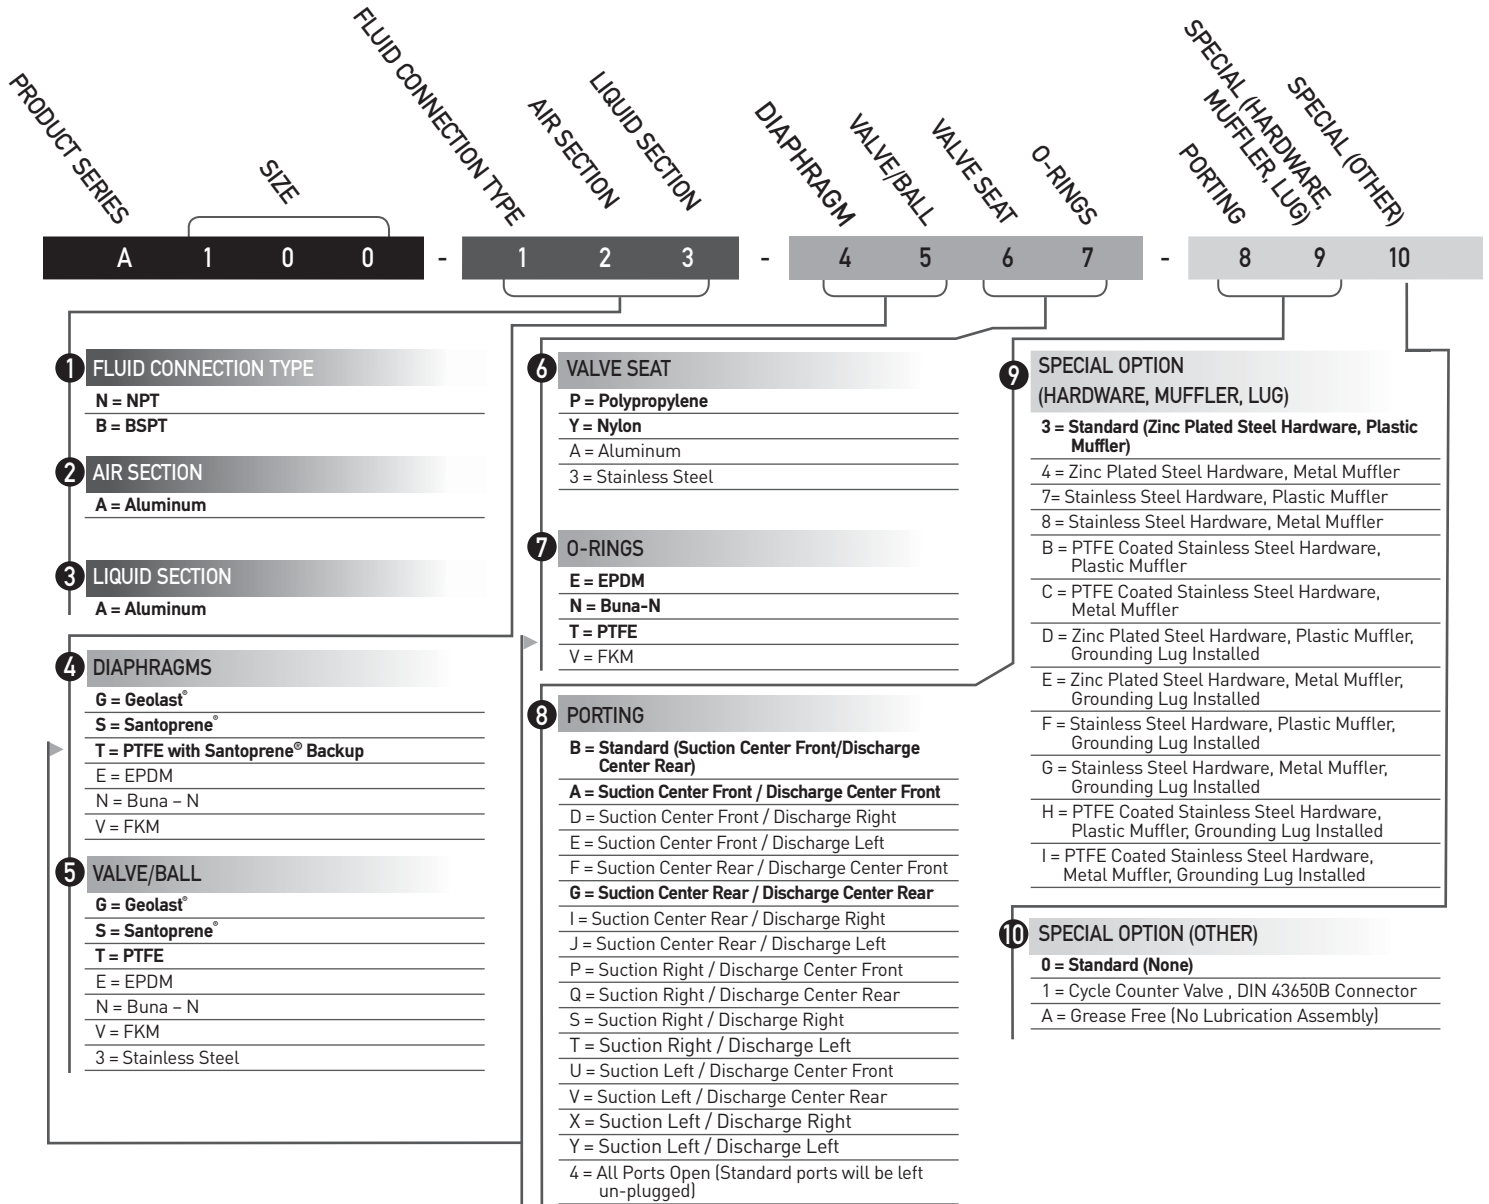 PRODUCT SERIES
SIZE
FLUID CONNECTION TYPE
AIR SECTION
LIQUID SECTION
DIAPHRAGM
VALVE/BALL
VALVE SEAT
O-RINGS
PORTING
SPECIAL (HARDWARE,
MUFFLER, LUG)
SPECIAL (OTHER)
A 1 0 0 - 1 2 3 - 4 5 6 7 - 8 9 10
1 FLUID CONNECTION TYPE
N = NPT
B = BSPT
2 AIR SECTION
A = Aluminum
3 LIQUID SECTION
A = Aluminum
4 DIAPHRAGMS
G = Geolast®
S = Santoprene®
T = PTFE with Santoprene® Backup
E = EPDM
N = Buna – N
V = FKM
5 VALVE/BALL
G = Geolast®
S = Santoprene®
T = PTFE
E = EPDM
N = Buna – N
V = FKM
3 = Stainless Steel
6 VALVE SEAT
P = Polypropylene
Y = Nylon
A = Aluminum
3 = Stainless Steel
7 O-RINGS
E = EPDM
N = Buna-N
T = PTFE
V = FKM
8 PORTING
B = Standard (Suction Center Front/Discharge
Center Rear)
A = Suction Center Front / Discharge Center Front
D = Suction Center Front / Discharge Right
E = Suction Center Front / Discharge Left
F = Suction Center Rear / Discharge Center Front
G = Suction Center Rear / Discharge Center Rear
I = Suction Center Rear / Discharge Right
J = Suction Center Rear / Discharge Left
P = Suction Right / Discharge Center Front
Q = Suction Right / Discharge Center Rear
S = Suction Right / Discharge Right
T = Suction Right / Discharge Left
U = Suction Left / Discharge Center Front
V = Suction Left / Discharge Center Rear
X = Suction Left / Discharge Right
Y = Suction Left / Discharge Left
4 = All Ports Open (Standard ports will be left
un-plugged)
9 SPECIAL OPTION
(HARDWARE, MUFFLER, LUG)
3 = Standard (Zinc Plated Steel Hardware, Plastic
Muffler)
4 = Zinc Plated Steel Hardware, Metal Muffler
7= Stainless Steel Hardware, Plastic Muffler
8 = Stainless Steel Hardware, Metal Muffler
B = PTFE Coated Stainless Steel Hardware,
Plastic Muffler
C = PTFE Coated Stainless Steel Hardware,
Metal Muffler
D = Zinc Plated Steel Hardware, Plastic Muffler,
Grounding Lug Installed
E = Zinc Plated Steel Hardware, Metal Muffler,
Grounding Lug Installed
F = Stainless Steel Hardware, Plastic Muffler,
Grounding Lug Installed
G = Stainless Steel Hardware, Metal Muffler,
Grounding Lug Installed
H = PTFE Coated Stainless Steel Hardware,
Plastic Muffler, Grounding Lug Installed
I = PTFE Coated Stainless Steel Hardware,
Metal Muffler, Grounding Lug Installed
10 SPECIAL OPTION (OTHER)
0 = Standard (None)
1 = Cycle Counter Valve , DIN 43650B Connector
A = Grease Free (No Lubrication Assembly)